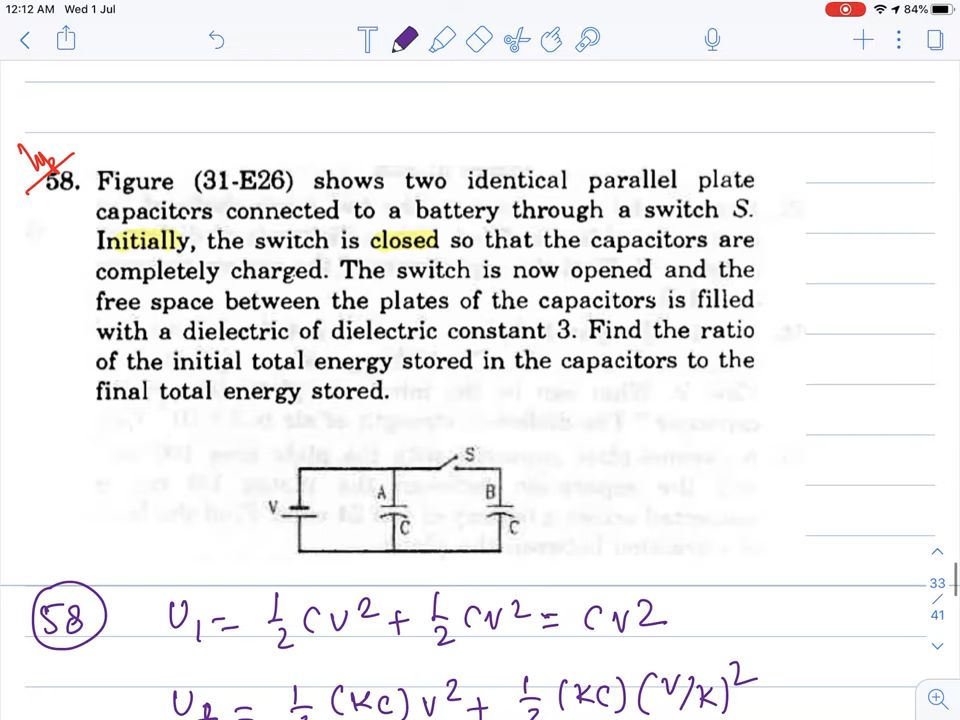 12:12 AM Wed 1 Jul
84%
Imp
58. Figure (31-E26) shows two identical parallel plate
capacitors connected to a battery through a switch S.
Initially, the switch is closed so that the capacitors are
completely charged. The switch is now opened and the
free space between the plates of the capacitors is filled
with a dielectric of dielectric constant 3. Find the ratio
of the initial total energy stored in the capacitors to the
final total energy stored.
S
A B
V
C C
33
/
41
58 U₁ = 1/2 CV² + 1/2 CV² = CV2
U₂ = 1/2 (KC) V² + 1/2 (KC) (V/K)²